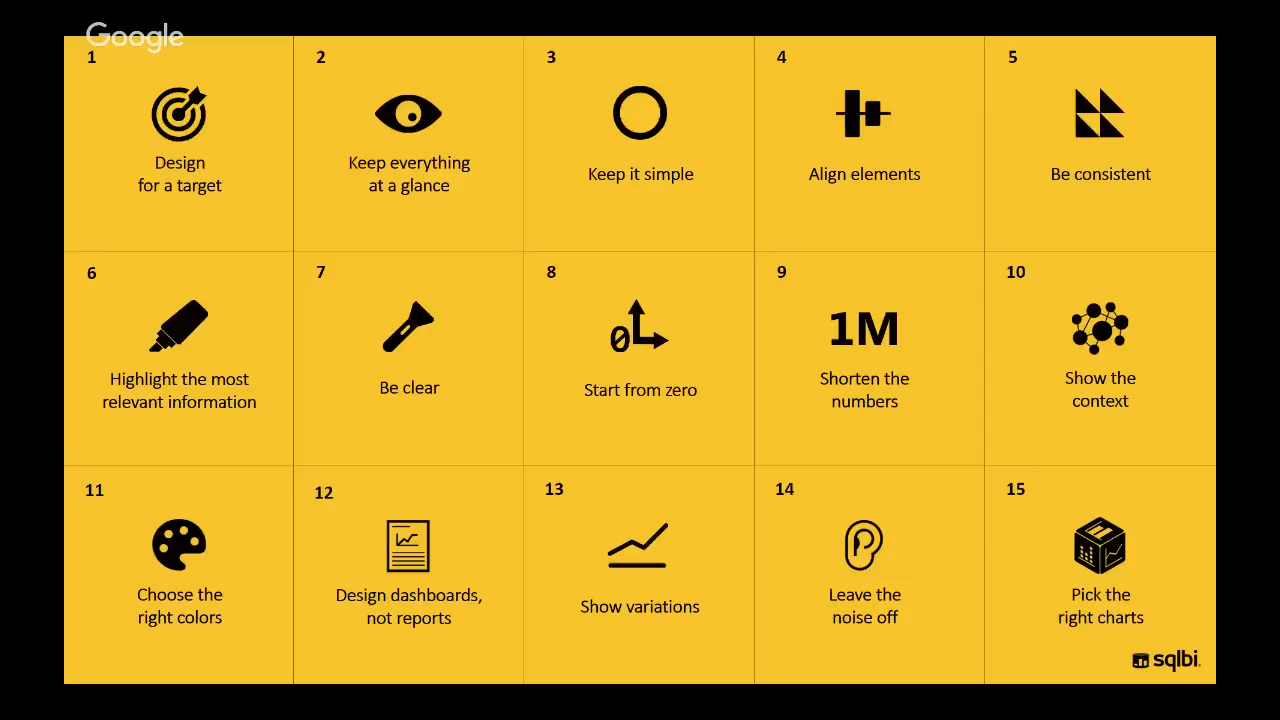 Google
1
2
3
4
5
Design
for a target
Keep everything
at a glance
Keep it simple
Align elements
Be consistent
6
7
8
9
10
0
1M
Highlight the most
relevant information
Be clear
Start from zero
Shorten the
numbers
Show the
context
11
12
13
14
15
Choose the
right colors
Design dashboards,
not reports
Show variations
Leave the
noise off
Pick the
right charts
sqlbi.